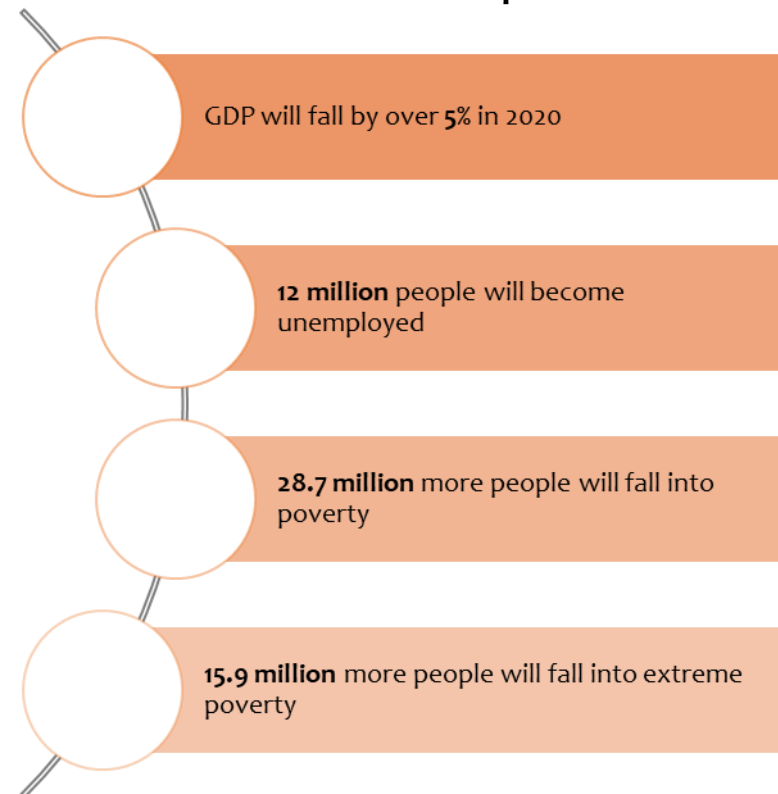 GDP will fall by over 5% in 2020
12 million people will become
unemployed
28.7 million more people will fall into
poverty
15.9 million more people will fall into extreme
poverty